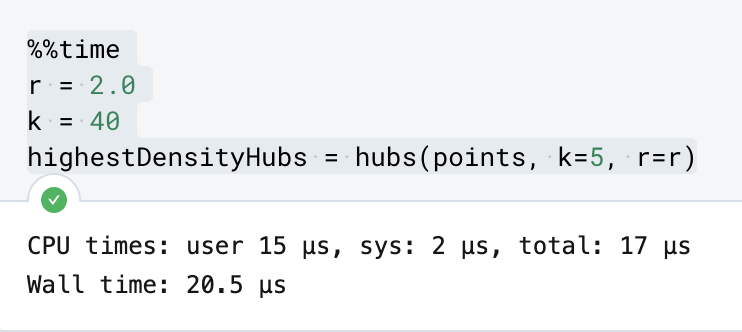 %%time
r = 2.0
k = 40
highestDensityHubs = hubs(points, k=5, r=r)
CPU times: user 15 µs, sys: 2 µs, total: 17 µs
Wall time: 20.5 µs